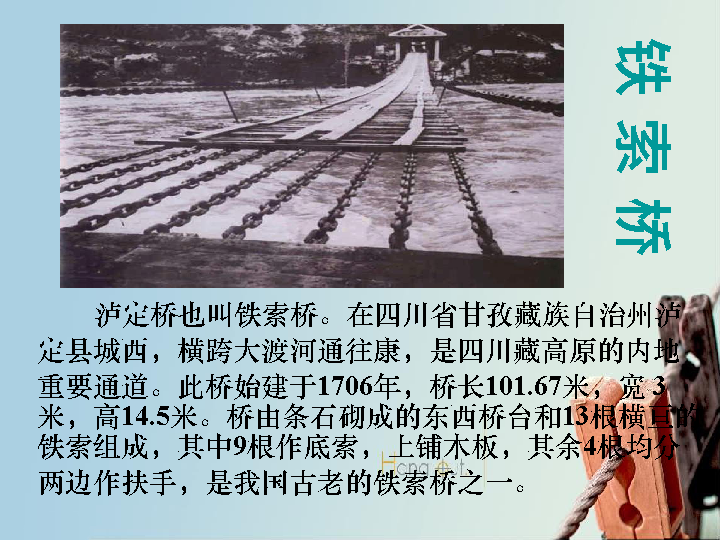 铁索桥
泸定桥也叫铁索桥。在四川省甘孜藏族自治州泸
定县城西，横跨大渡河通往康，是四川藏高原的内地
重要通道。此桥始建于1706年，桥长101.67米，宽 3
米，高14.5米。桥由条石砌成的东西桥台和13根横亘的
铁索组成，其中9根作底索，上铺木板，其余4根均分
两边作扶手，是我国古老的铁索桥之一。